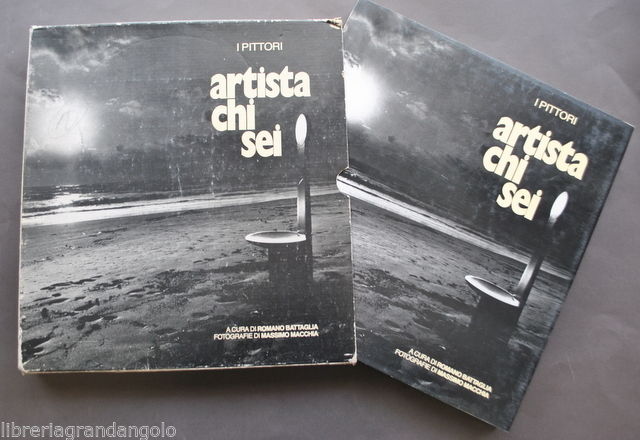 I PITTORI
artista
chi
sei
A CURA DI ROMANO BATTAGLIA
FOTOGRAFIE DI MASSIMO MACCHIA
I PITTORI
artista
chi
sei
A CURA DI ROMANO BATTAGLIA
FOTOGRAFIE DI MASSIMO MACCHIA
libreriagrandangolo